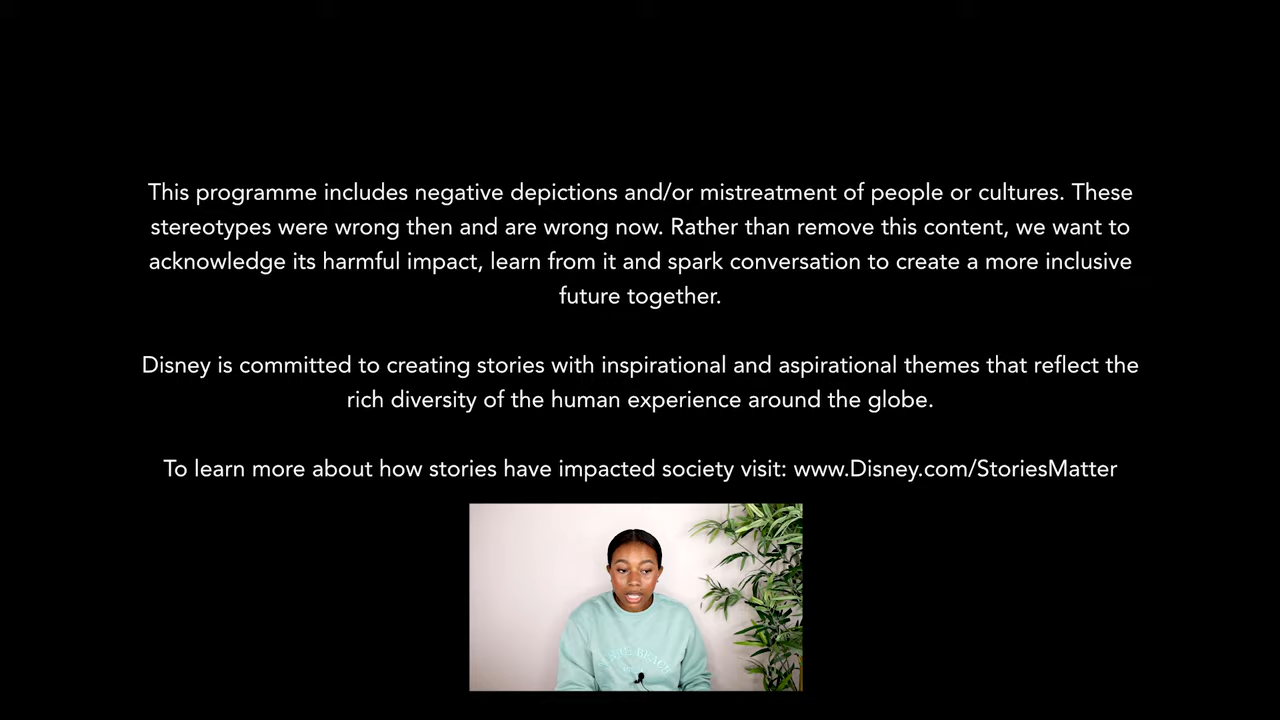 This programme includes negative depictions and/or mistreatment of people or cultures. These
stereotypes were wrong then and are wrong now. Rather than remove this content, we want to
acknowledge its harmful impact, learn from it and spark conversation to create a more inclusive
future together.
Disney is committed to creating stories with inspirational and aspirational themes that reflect the
rich diversity of the human experience around the globe.
To learn more about how stories have impacted society visit: www.Disney.com/StoriesMatter